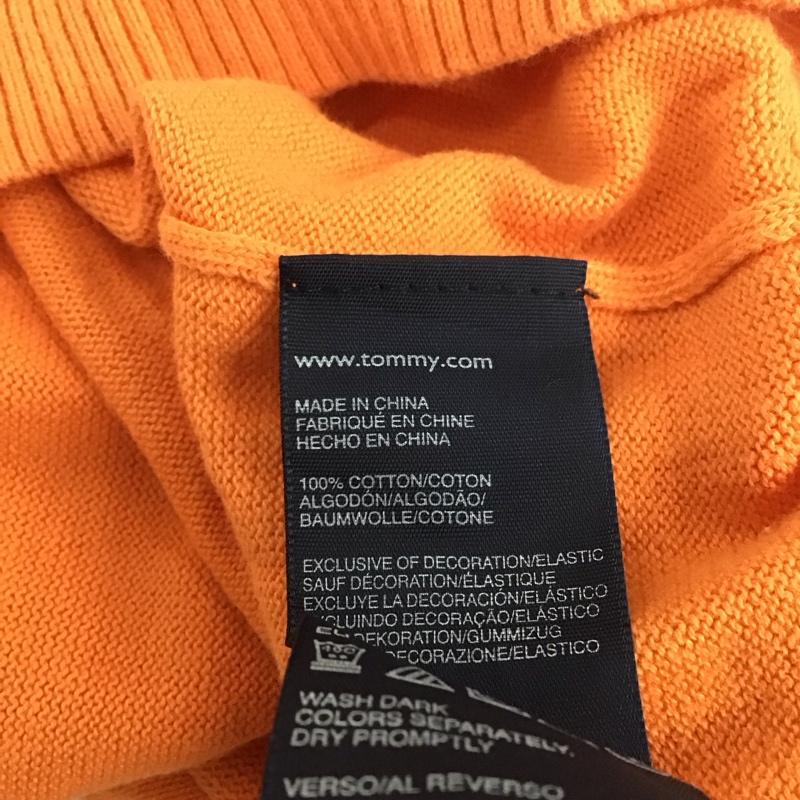 www.tommy.com
MADE IN CHINA
FABRIQUÉ EN CHINE
HECHO EN CHINA
100% COTTON/COTON
ALGODÓN/ALGODÃO/
BAUMWOLLE/COTONE
EXCLUSIVE OF DECORATION/ELASTIC
SAUF DÉCORATION/ÉLASTIQUE
EXCLUYE LA DECORACIÓN/ELÁSTICO
EXCLUINDO DECORAÇÃO/ELÁSTICO
DEKORATION/GUMMIZUG
DECORAZIONE/ELASTICO
WASH DARK
COLORS SEPARATELY.
DRY PROMPTLY
VERSO/AL REVERSO